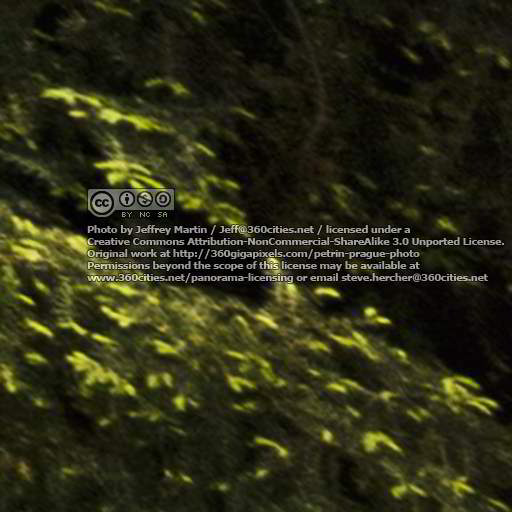 cc
BY NC SA
Photo by Jeffrey Martin / Jeff@360cities.net / licensed under a
Creative Commons Attribution-NonCommercial-ShareAlike 3.0 Unported License.
Original work at http://360gigapixels.com/petrin-prague-photo
Permissions beyond the scope of this license may be available at
www.360cities.net/panorama-licensing or email steve.hercher@360cities.net